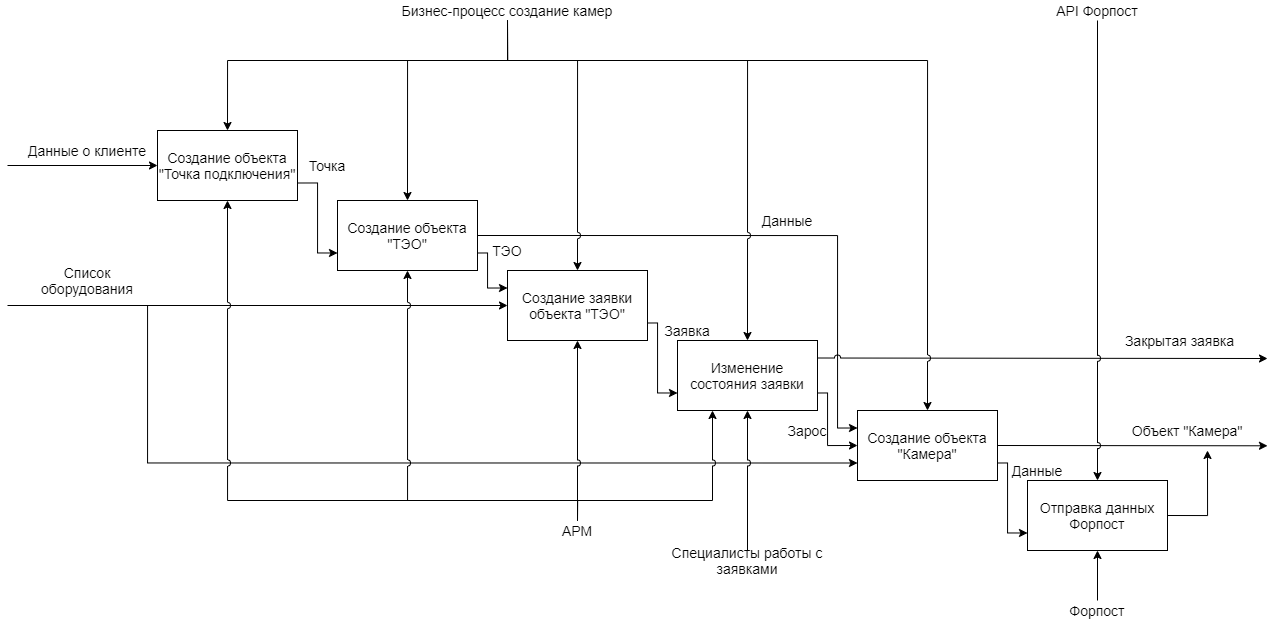 Бизнес-процесс создание камер
API Форпост
Данные о клиенте
Создание объекта
"Точка подключения"
Точка
Создание объекта
"ТЭО"
Данные
ТЭО
Список
оборудования
Создание заявки
объекта "ТЭО"
Заявка
Закрытая заявка
Изменение
состояния заявки
Зарос
Создание объекта
"Камера"
Объект "Камера"
Данные
Отправка данных
Форпост
АРМ
Специалисты работы с
заявками
Форпост